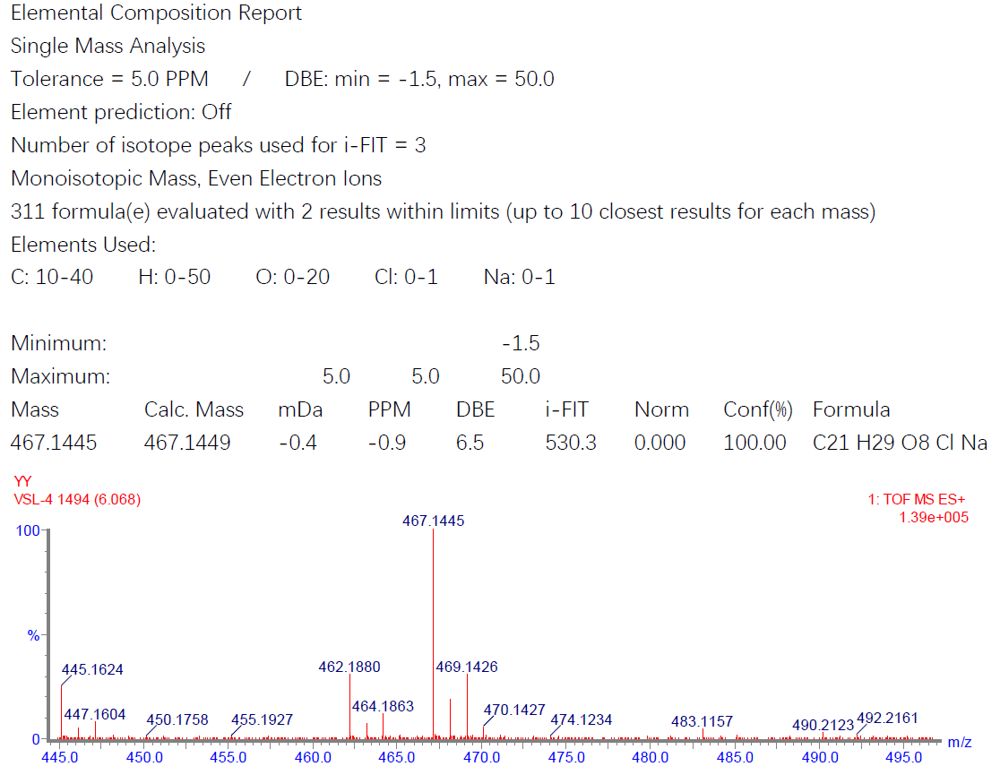 Elemental Composition Report
Single Mass Analysis
Tolerance = 5.0 PPM / DBE: min = -1.5, max = 50.0
Element prediction: Off
Number of isotope peaks used for i-FIT = 3
Monoisotopic Mass, Even Electron Ions
311 formula(e) evaluated with 2 results within limits (up to 10 closest results for each mass)
Elements Used:
C: 10-40 H: 0-50 O: 0-20 Cl: 0-1 Na: 0-1
Minimum: -1.5
Maximum: 5.0 5.0 50.0
Mass Calc. Mass mDa PPM DBE i-FIT Norm Conf(%) Formula
467.1445 467.1449 -0.4 -0.9 6.5 530.3 0.000 100.00 C21 H29 O8 Cl Na
YY
VSL-4 1494 (6.068)
1: TOF MS ES+
1.39e+005
467.1445
100
%
445.1624
462.1880
469.1426
464.1863
470.1427
447.1604
450.1758
455.1927
474.1234
483.1157
490.2123
492.2161
0
m/z
445.0 450.0 455.0 460.0 465.0 470.0 475.0 480.0 485.0 490.0 495.0